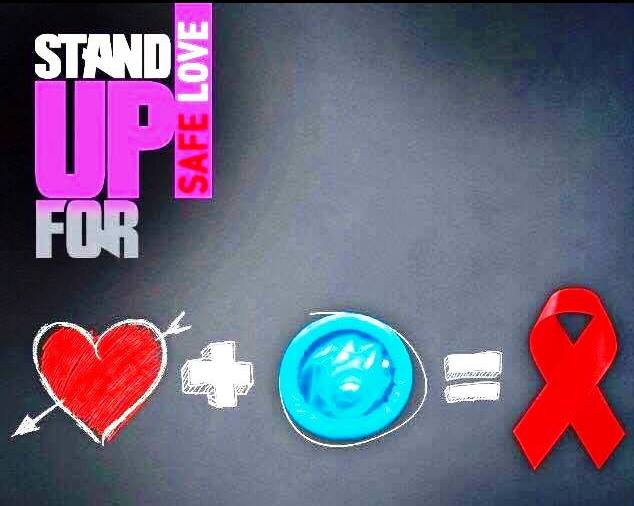 STAND
UP
FOR
SAFE LOVE
+
=